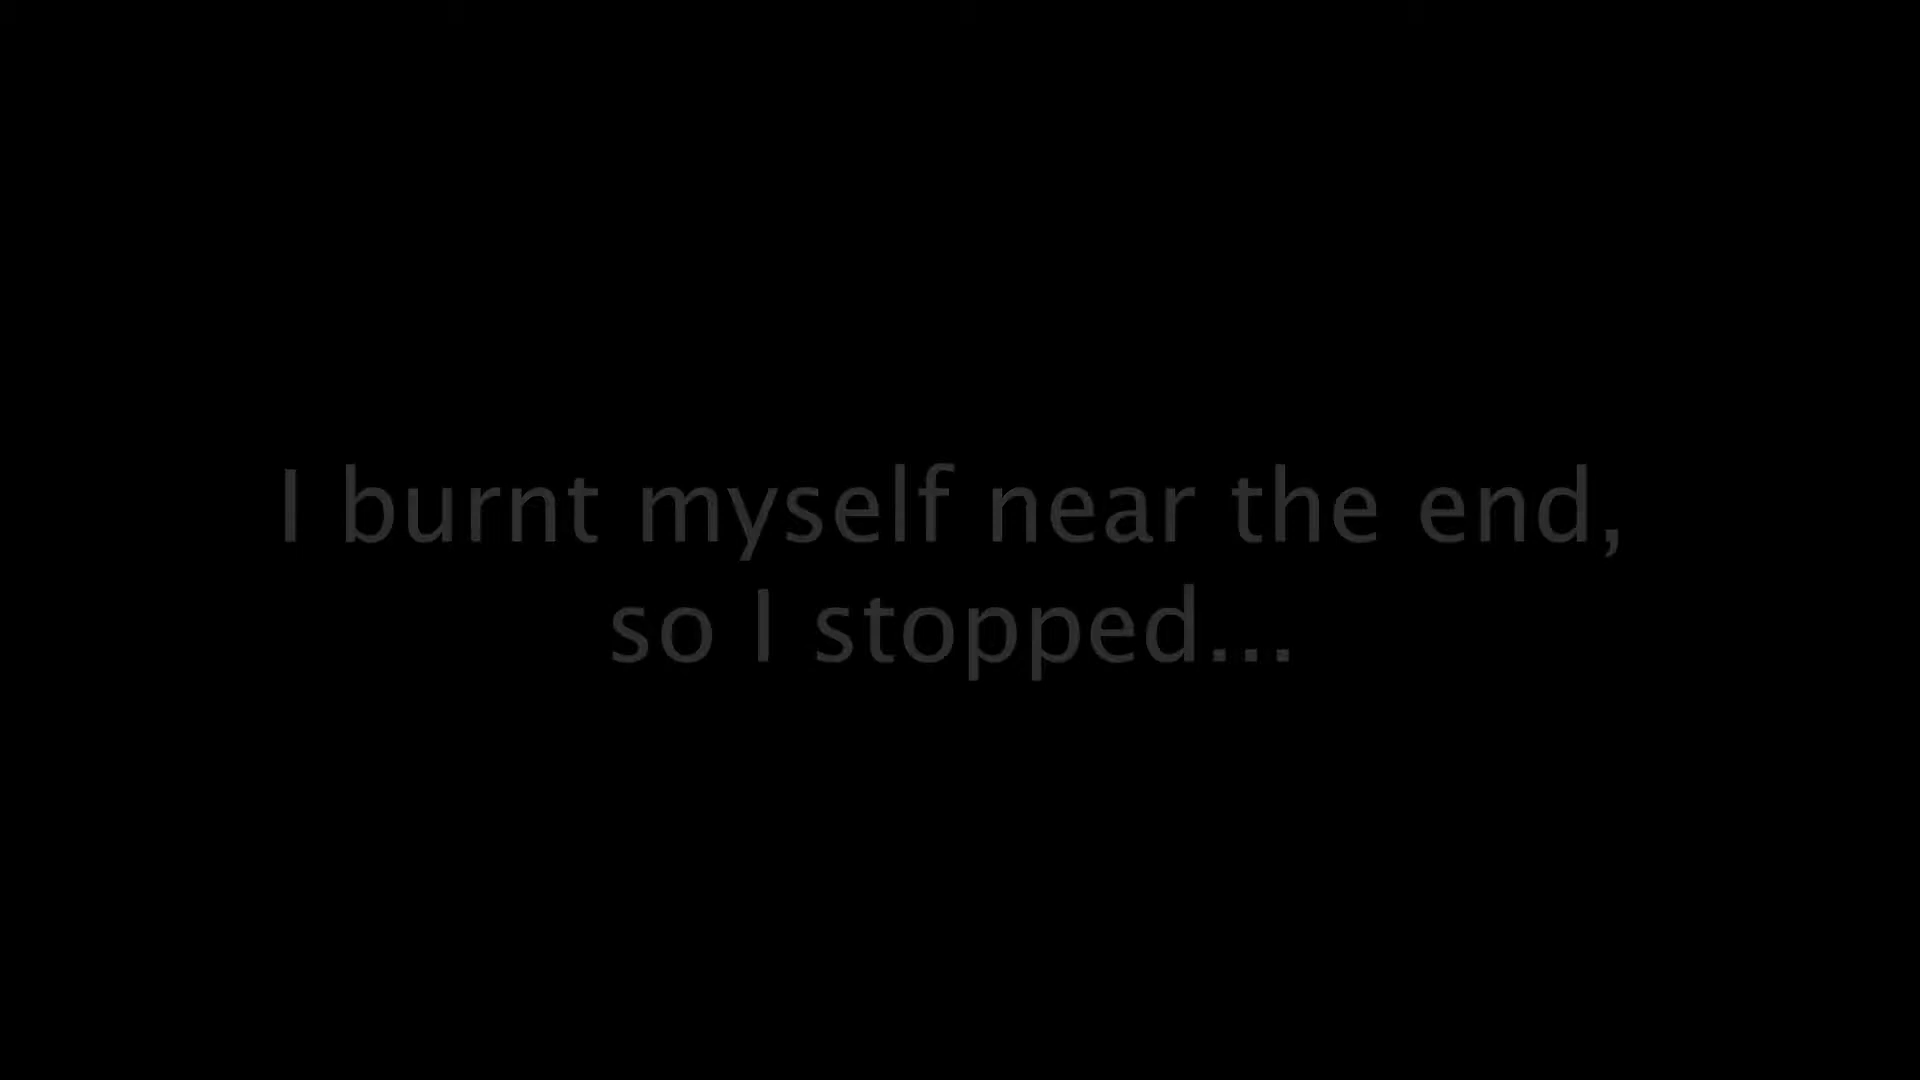 I burnt myself near the end,
so I stopped...